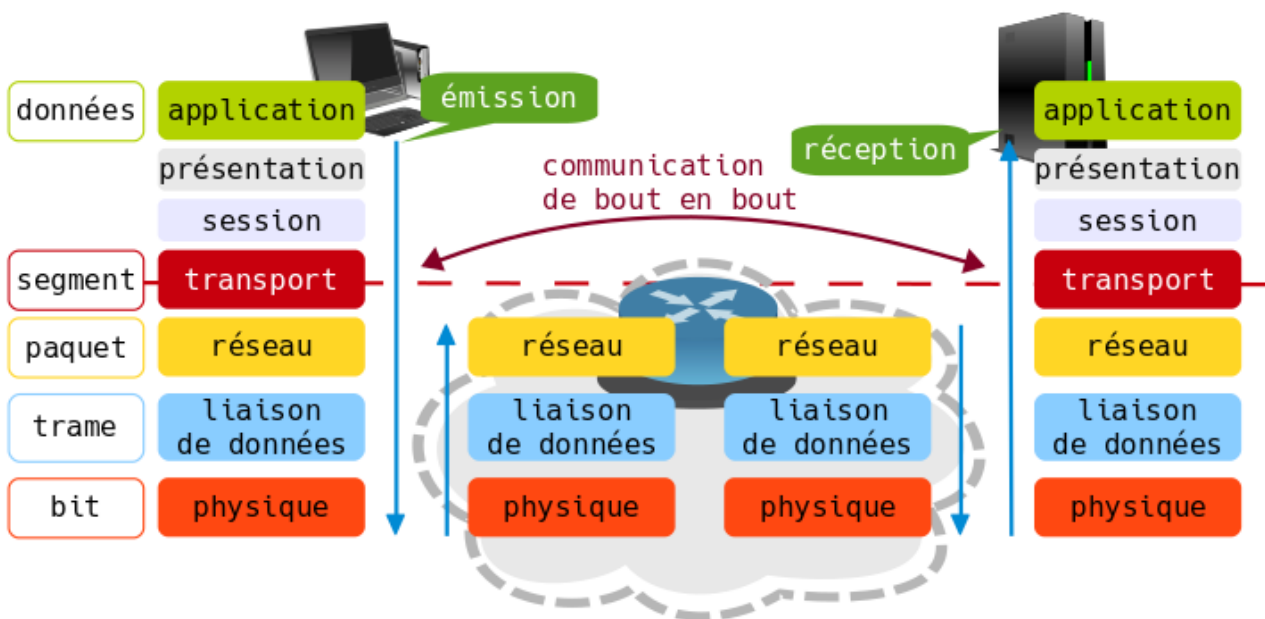 données
application
émission
application
réception
présentation
communication
de bout en bout
présentation
session
session
segment
transport
transport
paquet
réseau
réseau
réseau
réseau
trame
liaison
de données
liaison
de données
liaison
de données
liaison
de données
bit
physique
physique
physique
physique